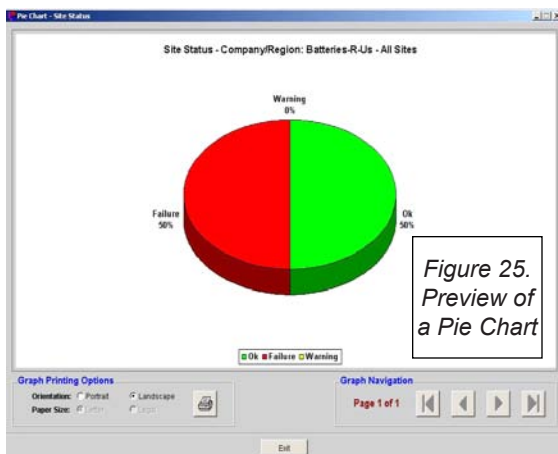 Pie Chart - Site Status
Site Status - Company/Region: Batteries-R-Us - All Sites
Warning
0%
Failure
50%
Ok
50%
Figure 25.
Preview of
a Pie Chart
Ok Failure Warning
Graph Printing Options
Orientation: Portrait Landscape
Paper Size: Letter Legal
Graph Navigation
Page 1 of 1
Exit